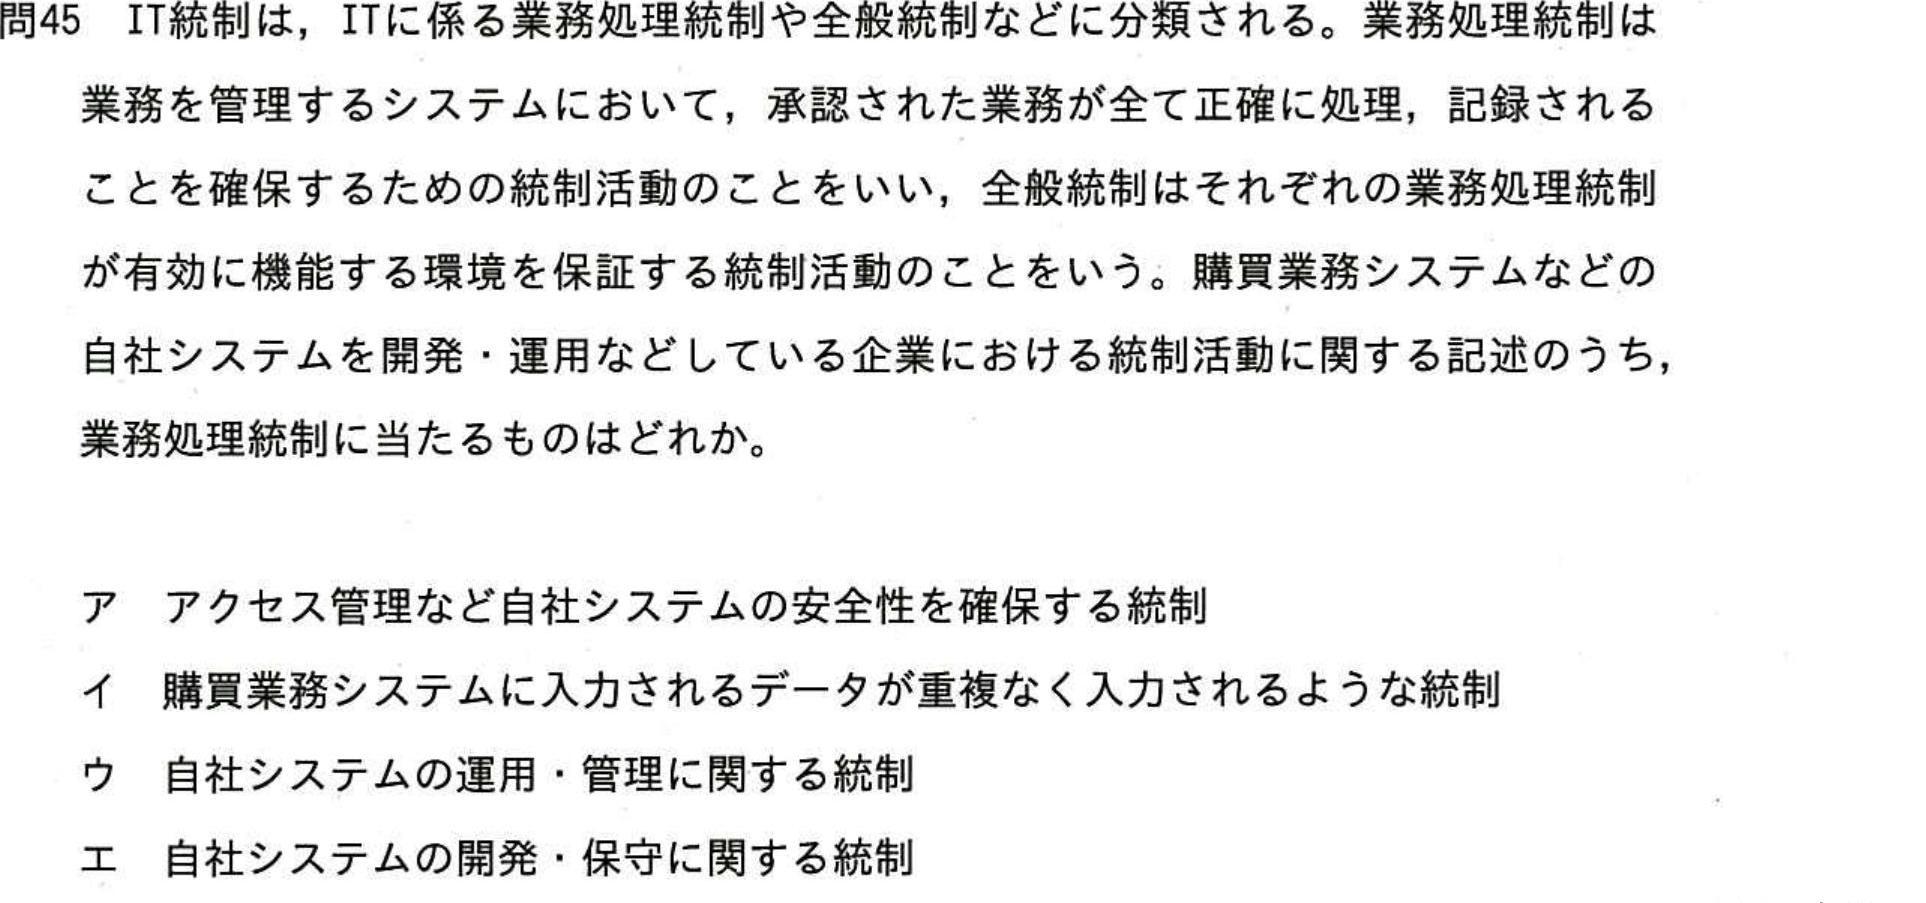 問45 IT統制は，ITに係る業務処理統制や全般統制などに分類される。業務処理統制は
業務を管理するシステムにおいて，承認された業務が全て正確に処理，記録される
ことを確保するための統制活動のことをいい，全般統制はそれぞれの業務処理統制
が有効に機能する環境を保証する統制活動のことをいう。購買業務システムなどの
自社システムを開発・運用などしている企業における統制活動に関する記述のうち，
業務処理統制に当たるものはどれか。
ア アクセス管理など自社システムの安全性を確保する統制
イ 購買業務システムに入力されるデータが重複なく入力されるような統制
ウ 自社システムの運用・管理に関する統制
エ 自社システムの開発・保守に関する統制